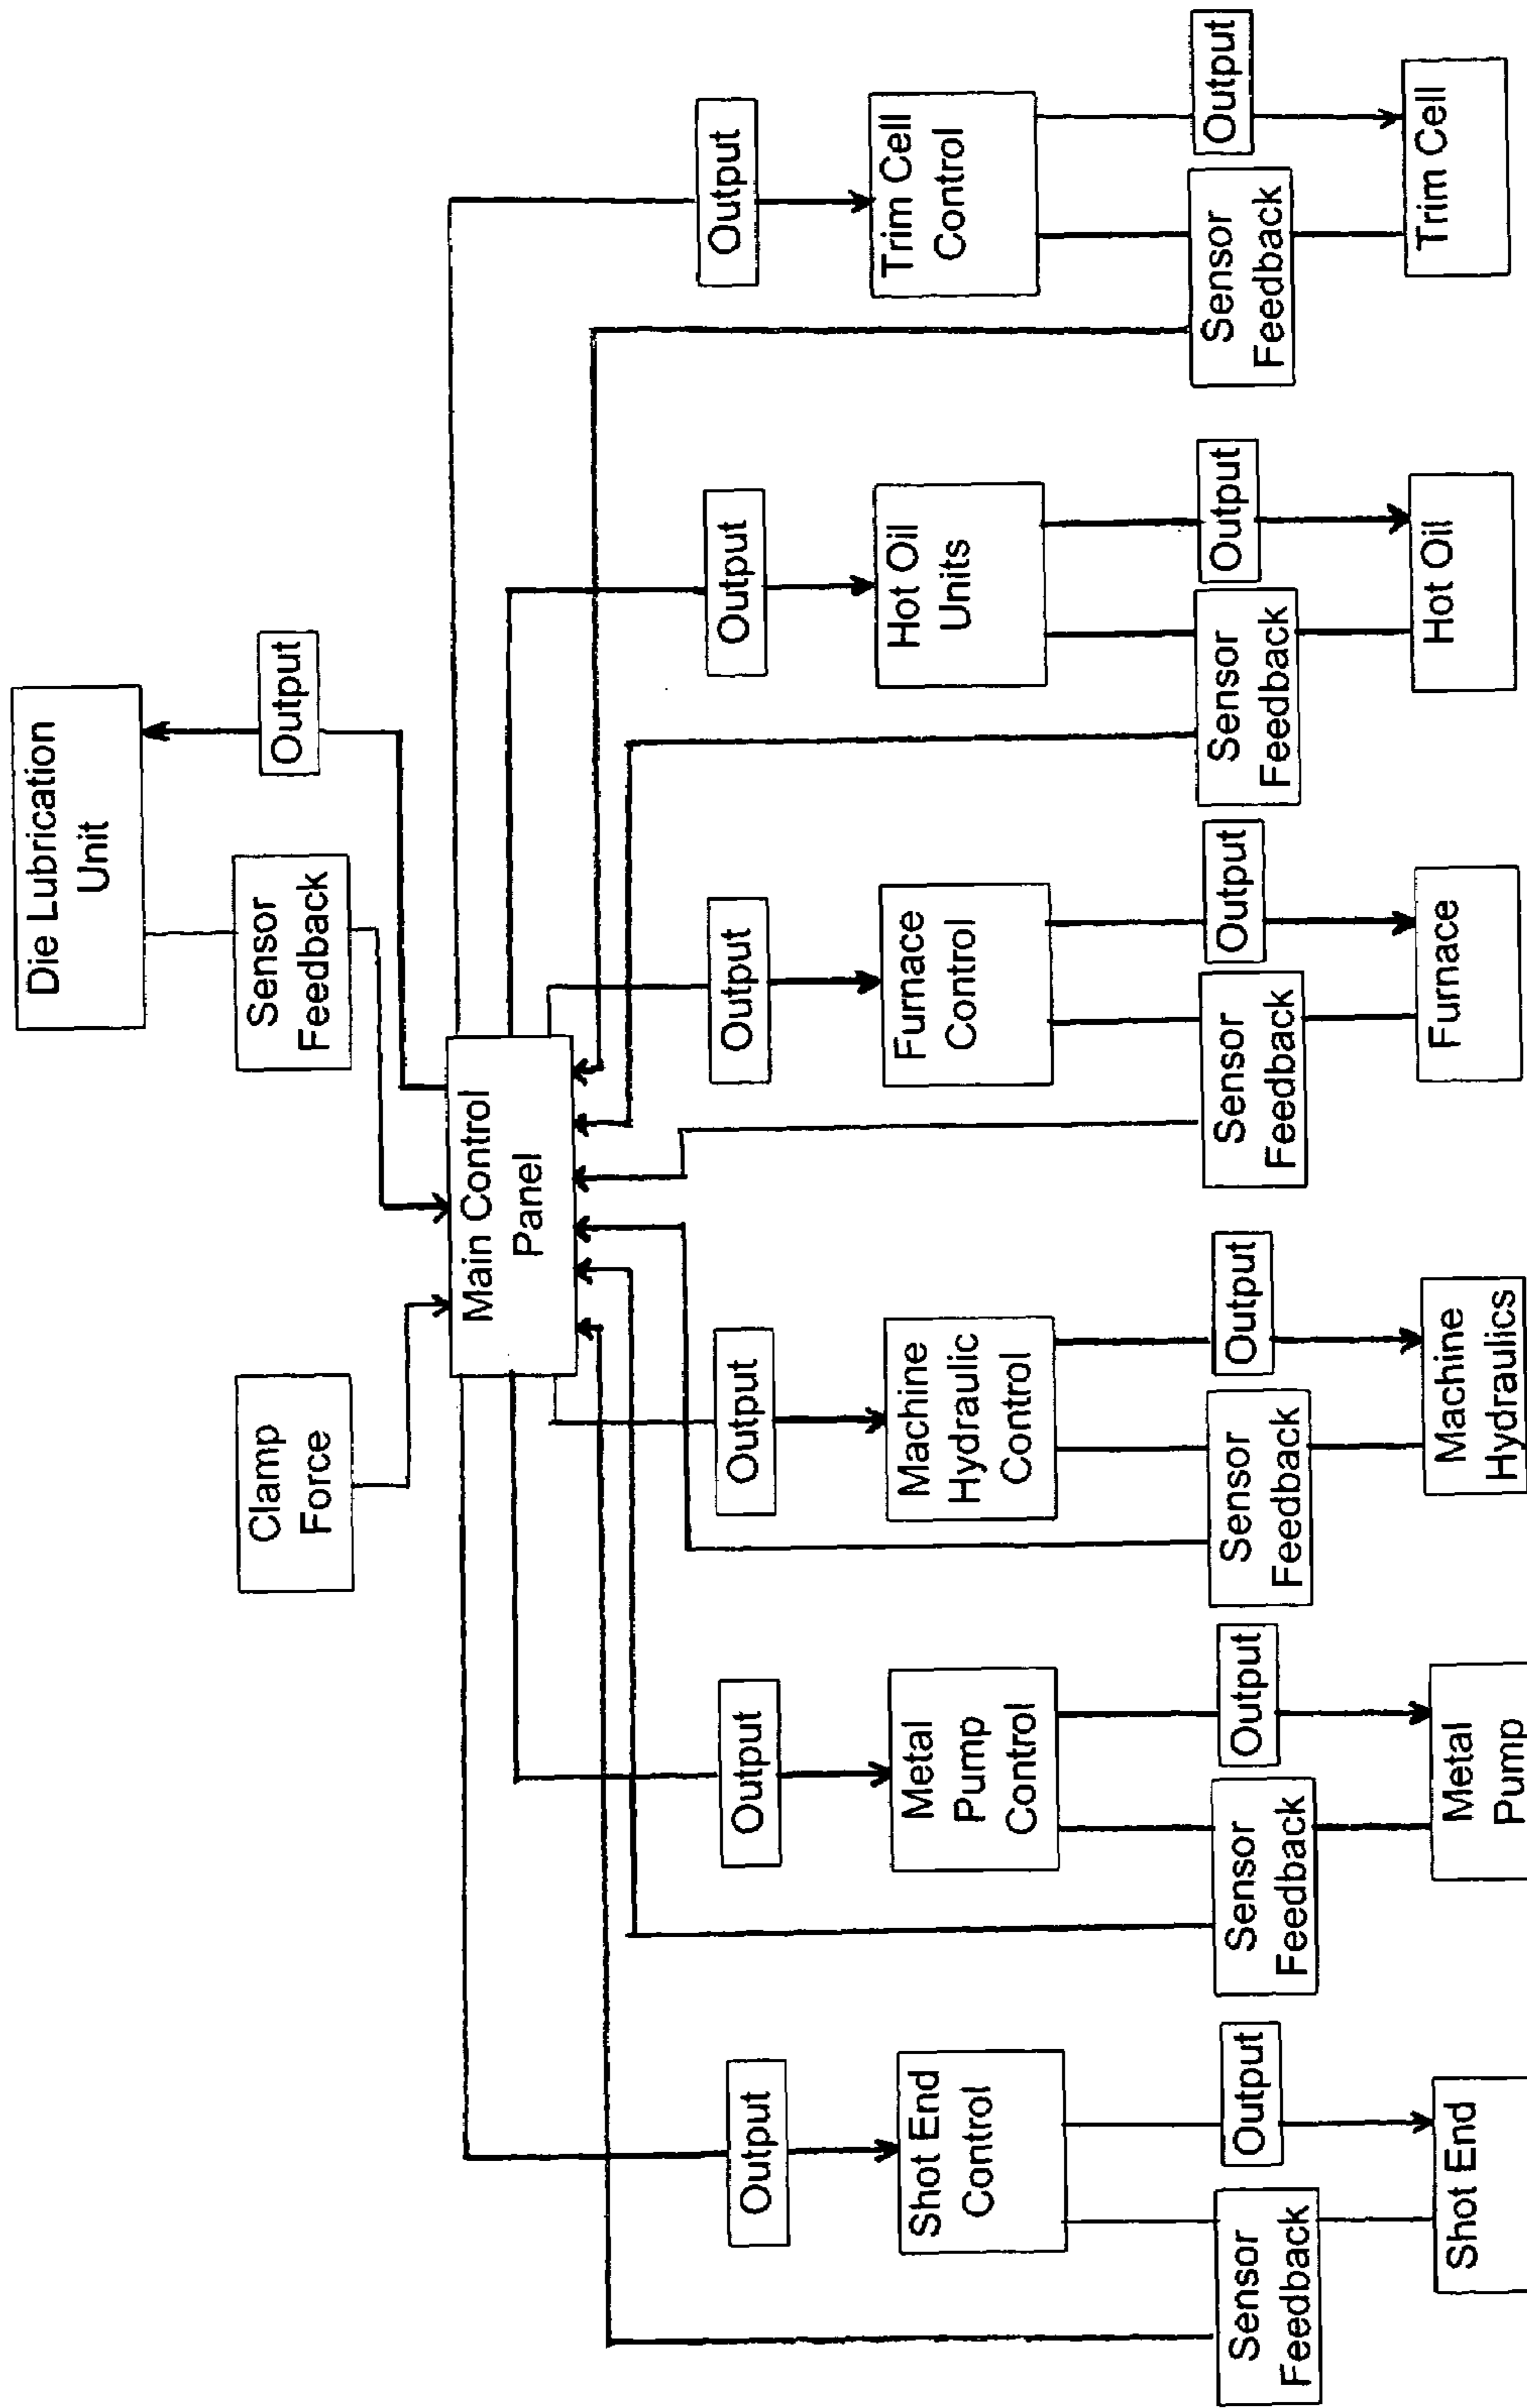 Die Lubrication
Unit
Clamp
Force
Sensor
Feedback
Output
Main Control
Panel
Output
Output
Output
Output
Output
Output
Shot End
Control
Metal
Pump
Control
Machine
Hydraulic
Control
Furnace
Control
Hot Oil
Units
Trim Cell
Control
Sensor
Feedback
Output
Sensor
Feedback
Output
Sensor
Feedback
Output
Sensor
Feedback
Output
Sensor
Feedback
Output
Sensor
Feedback
Output
Shot End
Metal
Pump
Machine
Hydraulics
Furnace
Hot Oil
Trim Cell